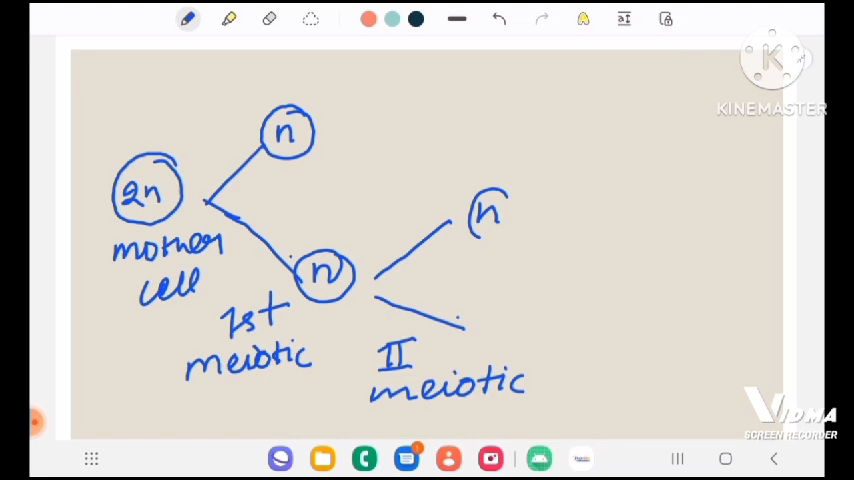 KINEMASTER
n
2n
n
mother
cell
n
1st
meiotic
II
meiotic
VIDMA
SCREEN RECORDER